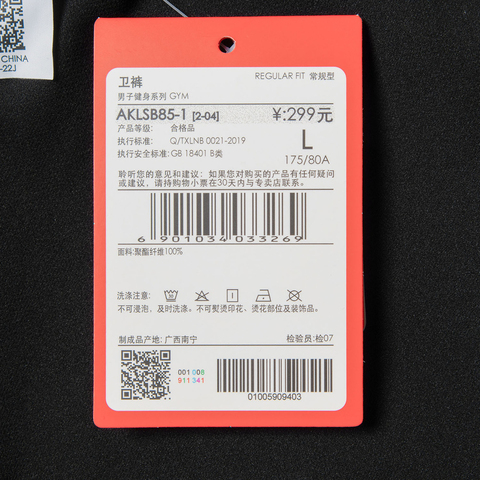 CHINA
-22J
卫裤
REGULAR FIT 常规型
男子健身系列 GYM
AKLSB85-1 [2-04]
¥:299元
产品等级: 合格品
执行标准: Q/TXLNB 0021-2019
执行安全标准: GB 18401 B类
L
175/80A
聆听您的意见和建议: 如果您对购买的产品有任何疑问
或建议，请持购物小票在30天内与专卖店联系。
6 901034 033269
面料:聚酯纤维100%
洗涤注意:
不可浸泡，及时洗涤。不可熨烫印花、烫花部位及装饰品。
制成品产地: 广西南宁
检验员:检07
001008
911341
01005909403